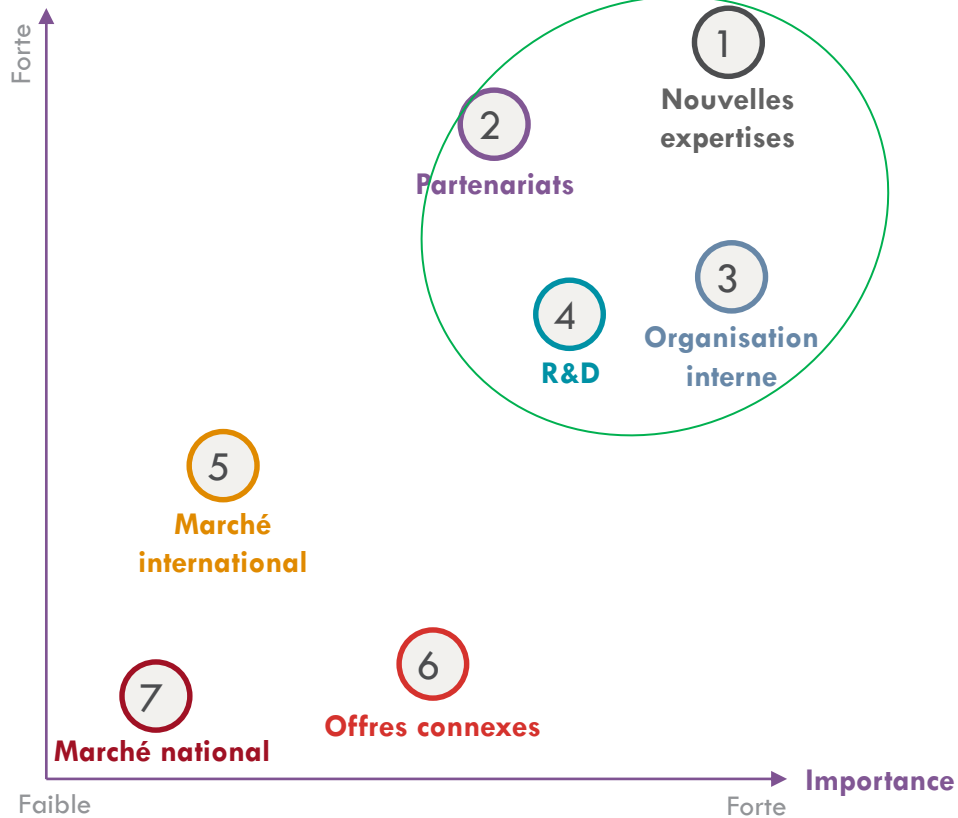 Forte
1
Nouvelles
expertises
2
Partenariats
3
Organisation
interne
4
R&D
5
Marché
international
6
Offres connexes
7
Marché national
Importance
Faible
Forte